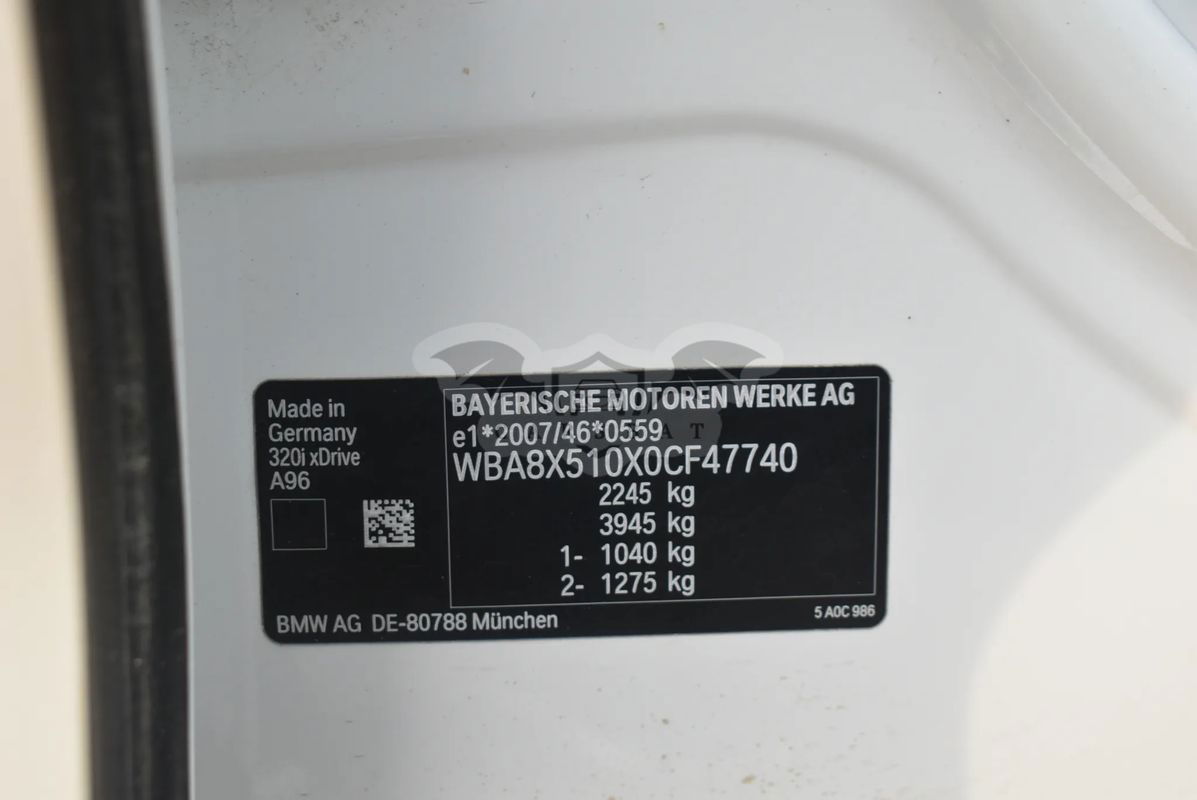 Made in
Germany
320i xDrive
A96
BAYERISCHE MOTOREN WERKE AG
e1*2007/46*0559
WBA8X510X0CF47740
2245 kg
3945 kg
1- 1040 kg
2- 1275 kg
BMW AG DE-80788 München
5 A0C 986